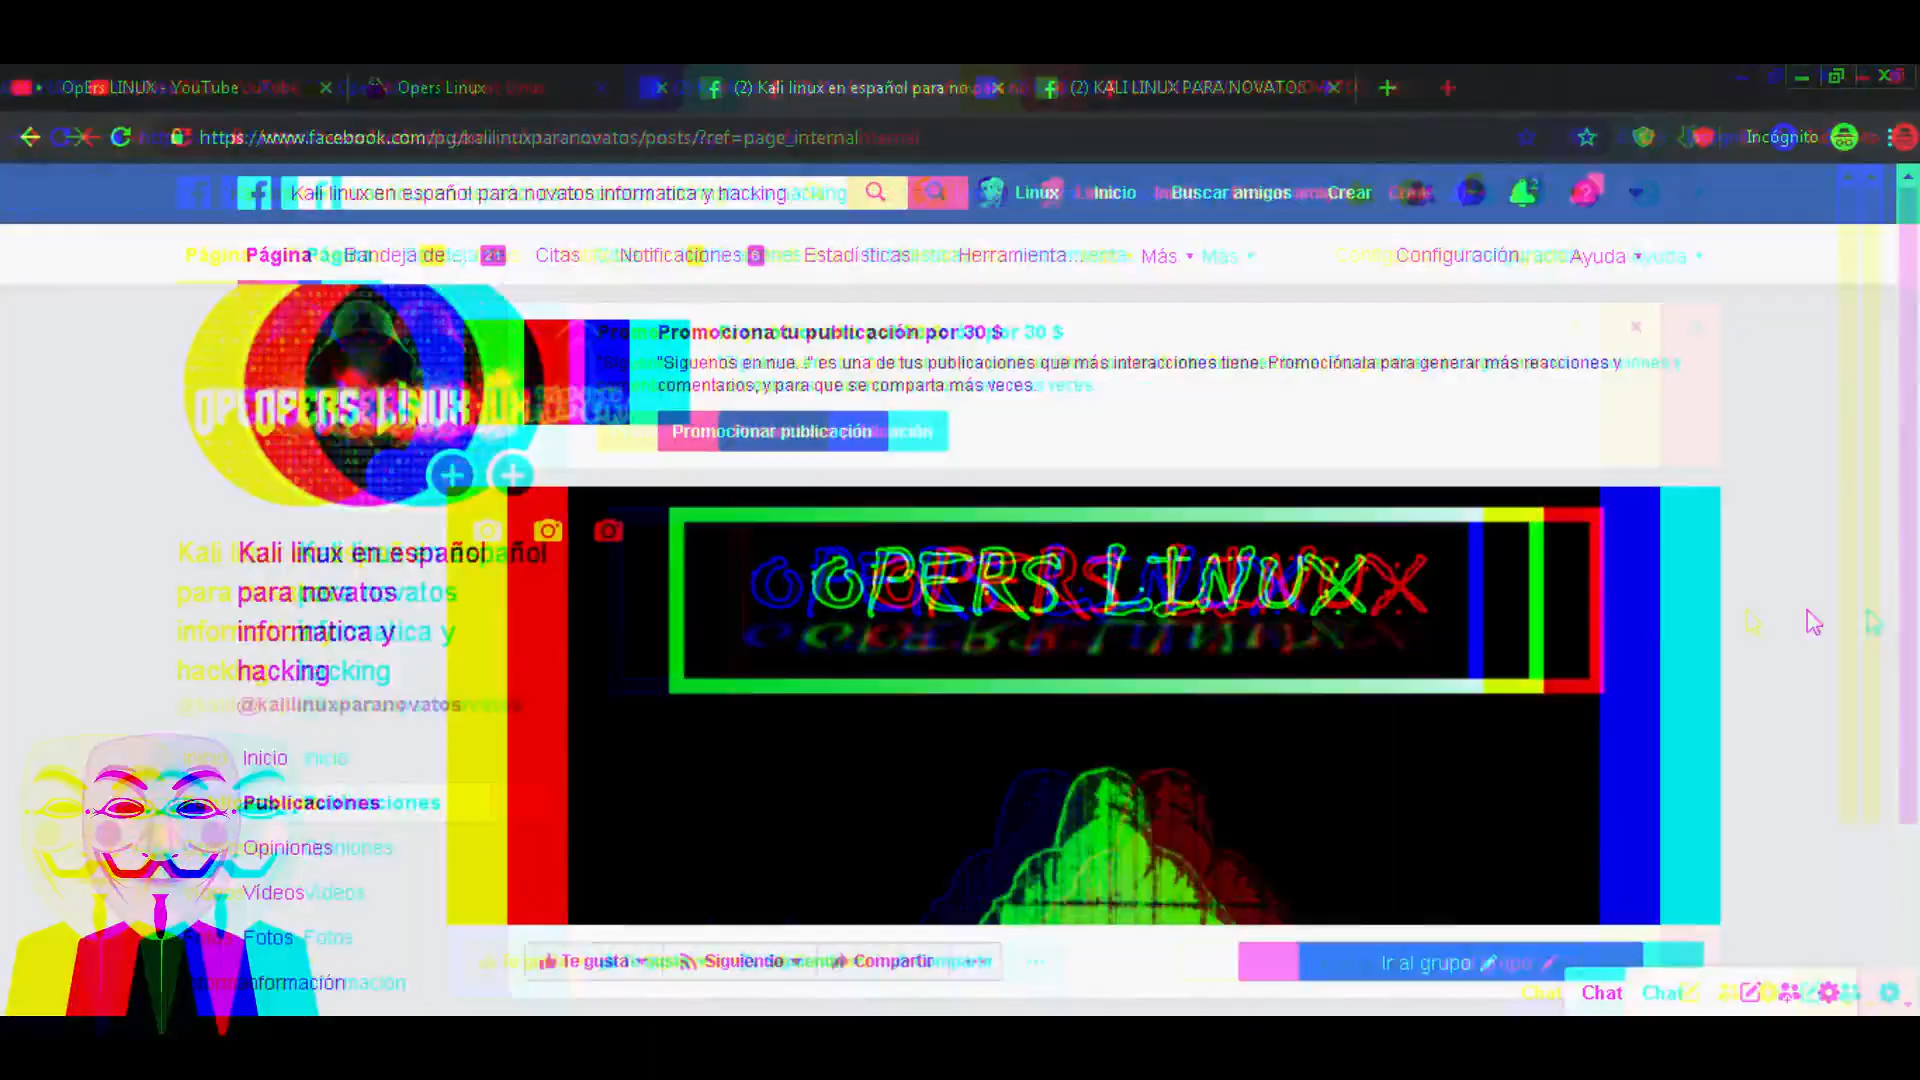 OpErs LINUX - YouTube
Opers Linux
(2) Kali linux en español para no
(2) KALI LINUX PARA NOVATOS
https://www.facebook.com/pg/kalilinuxparanovatos/posts/?ref=page_internal
Incógnito
Kali linux en español para novatos informatica y hacking
Linux
Inicio
Buscar amigos
Crear
2
Página
Bandeja de
21
Citas
Notificaciones
6
Estadísticas
Herramienta...
Más
Configuración
Ayuda
OPERS LINUX
Promociona tu publicación por 30 $
"Siguenos en nue..." es una de tus publicaciones que más interacciones tiene. Promociónala para generar más reacciones y
comentarios, y para que se comparta más veces.
Promocionar publicación
OPERS LINUX
Kali linux en español
para novatos
informatica y
hacking
@kalilinuxparanovatos
Inicio
Publicaciones
Opiniones
Vídeos
Fotos
Información
Te gusta
Siguiendo
Compartir
...
Ir al grupo
Chat